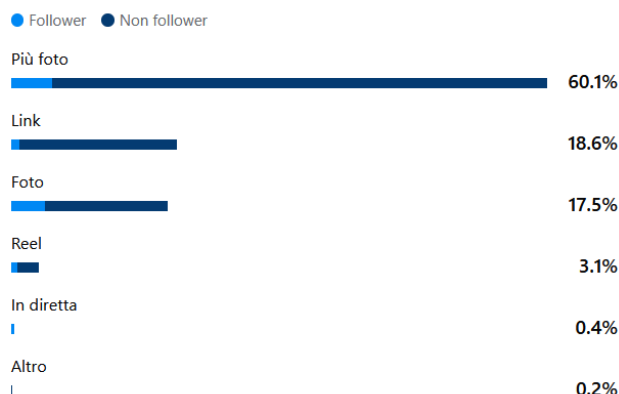 Follower Non follower
Più foto
60.1%
Link
18.6%
Foto
17.5%
Reel
3.1%
In diretta
0.4%
Altro
0.2%